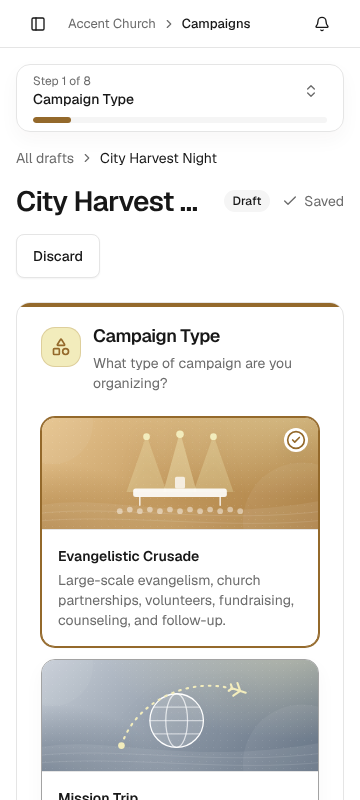 Accent Church > Campaigns
Step 1 of 8
Campaign Type
All drafts > City Harvest Night
City Harvest ...
Draft
Saved
Discard
Campaign Type
What type of campaign are you
organizing?
Evangelistic Crusade
Large-scale evangelism, church
partnerships, volunteers, fundraising,
counseling, and follow-up.
Mission Trip